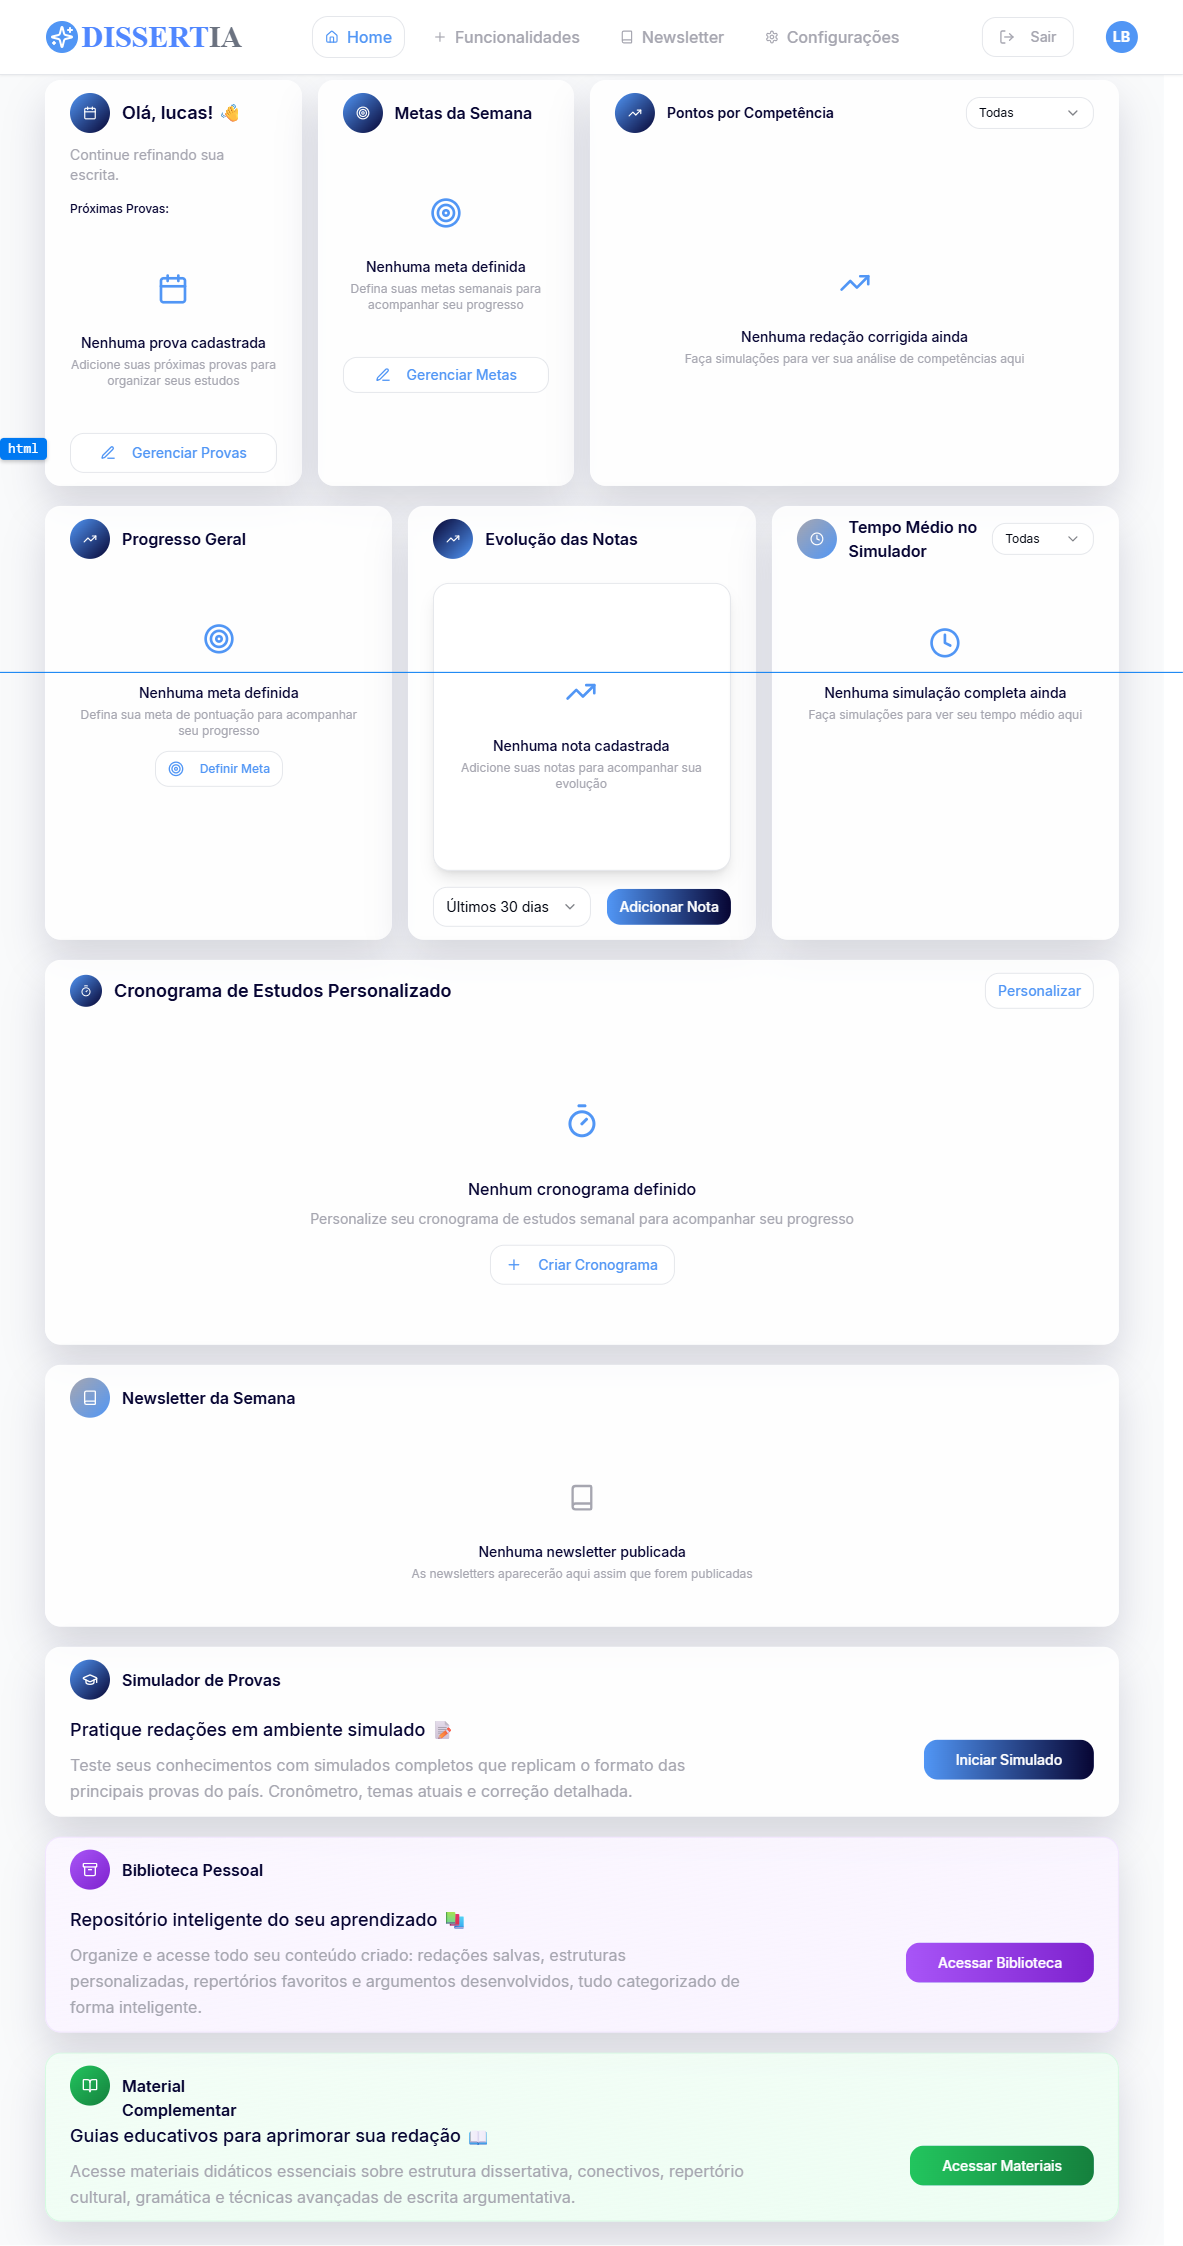 DISSERTIA
Home
Funcionalidades
Newsletter
Configurações
Sair
LB
Olá, lucas! 👋
Continue refinando sua
escrita.
Próximas Provas:
Nenhuma prova cadastrada
Adicione suas próximas provas para
organizar seus estudos
Gerenciar Provas
Metas da Semana
Nenhuma meta definida
Defina suas metas semanais para
acompanhar seu progresso
Gerenciar Metas
Pontos por Competência
Todas
Nenhuma redação corrigida ainda
Faça simulações para ver sua análise de competências aqui
html
Progresso Geral
Nenhuma meta definida
Defina sua meta de pontuação para acompanhar
seu progresso
Definir Meta
Evolução das Notas
Nenhuma nota cadastrada
Adicione suas notas para acompanhar sua
evolução
Últimos 30 dias
Adicionar Nota
Tempo Médio no
Simulador
Todas
Nenhuma simulação completa ainda
Faça simulações para ver seu tempo médio aqui
Cronograma de Estudos Personalizado
Personalizar
Nenhum cronograma definido
Personalize seu cronograma de estudos semanal para acompanhar seu progresso
Criar Cronograma
Newsletter da Semana
Nenhuma newsletter publicada
As newsletters aparecerão aqui assim que forem publicadas
Simulador de Provas
Pratique redações em ambiente simulado 📝
Teste seus conhecimentos com simulados completos que replicam o formato das
principais provas do país. Cronômetro, temas atuais e correção detalhada.
Iniciar Simulado
Biblioteca Pessoal
Repositório inteligente do seu aprendizado 📚
Organize e acesse todo seu conteúdo criado: redações salvas, estruturas
personalizadas, repertórios favoritos e argumentos desenvolvidos, tudo categorizado de
forma inteligente.
Acessar Biblioteca
Material
Complementar
Guias educativos para aprimorar sua redação 📖
Acesse materiais didáticos essenciais sobre estrutura dissertativa, conectivos, repertório
cultural, gramática e técnicas avançadas de escrita argumentativa.
Acessar Materiais